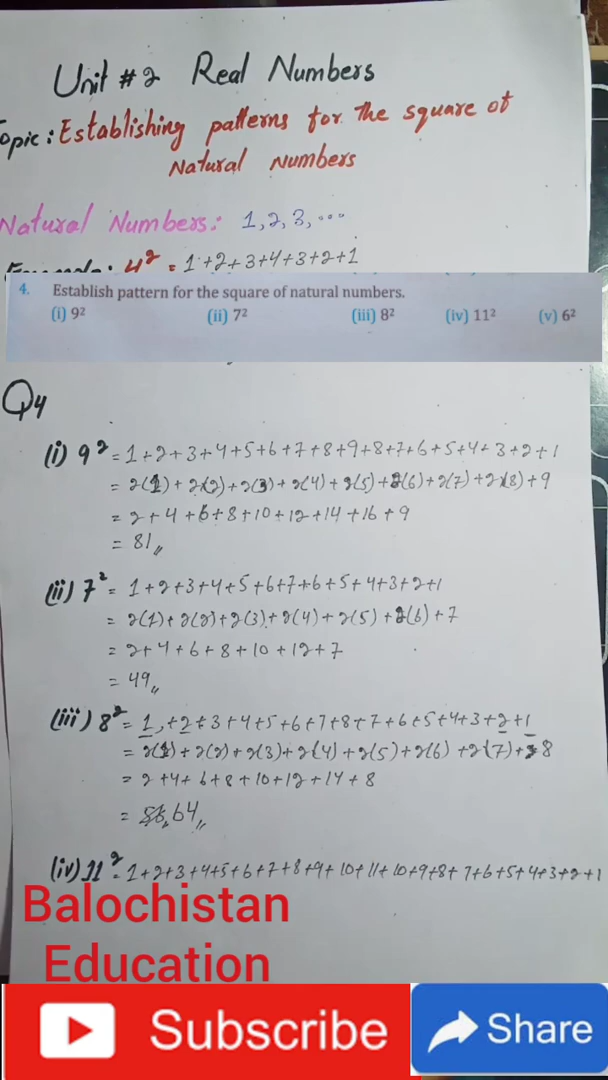 Unit # 2 Real Numbers
opic: Establishing patterns for the square of
Natural Numbers
Natural Numbers: 1, 2, 3, ...
4² = 1+2+3+4+3+2+1
4. Establish pattern for the square of natural numbers.
(i) 9² (ii) 7² (iii) 8² (iv) 11² (v) 6²
Q4
(i) 9² = 1+2+3+4+5+6+7+8+9+8+7+6+5+4+3+2+1
= 2(1)+2(2)+2(3)+2(4)+2(5)+2(6)+2(7)+2(8)+9
= 2+4+6+8+10+12+14+16+9
= 81,,
(ii) 7² = 1+2+3+4+5+6+7+6+5+4+3+2+1
= 2(1)+2(2)+2(3)+2(4)+2(5)+2(6)+7
= 2+4+6+8+10+12+7
= 49,,
(iii) 8² = 1,+2+3+4+5+6+7+8+7+6+5+4+3+2+1
= 2(1)+2(2)+2(3)+2(4)+2(5)+2(6)+2(7)+8
= 2+4+6+8+10+12+14+8
= 64,,
(iv) 11² = 1+2+3+4+5+6+7+8+9+10+11+10+9+8+7+6+5+4+3+2+1
Balochistan
Education
Subscribe Share